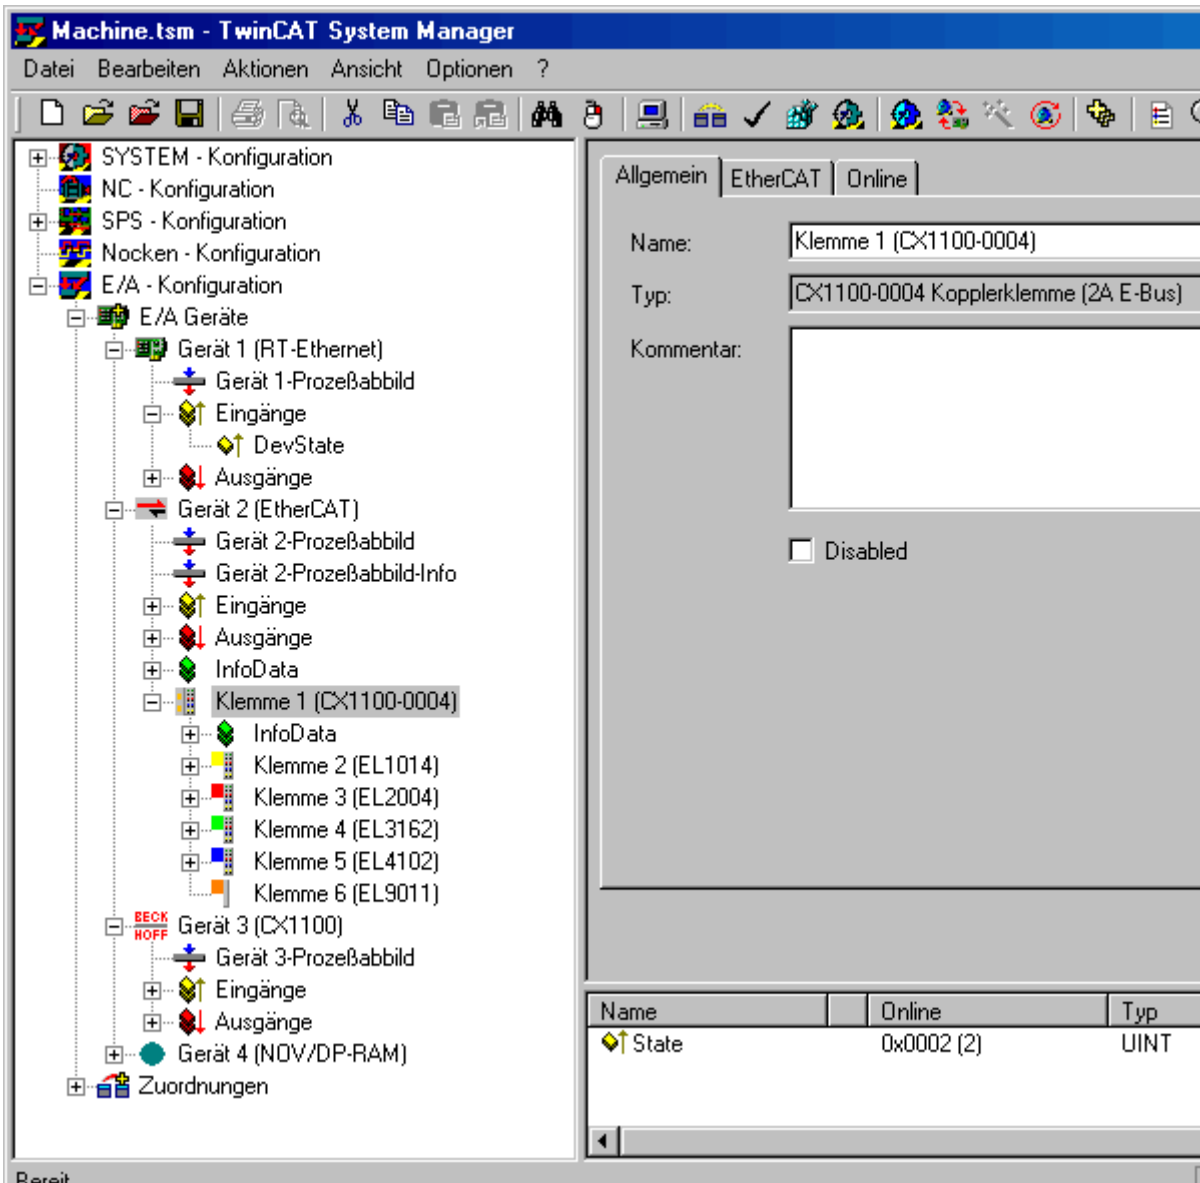 Machine.tsm - TwinCAT System Manager
Datei Bearbeiten Aktionen Ansicht Optionen ?
SYSTEM - Konfiguration
NC - Konfiguration
SPS - Konfiguration
Nocken - Konfiguration
E/A - Konfiguration
E/A Geräte
Gerät 1 (RT-Ethernet)
Gerät 1-Prozeßabbild
Eingänge
DevState
Ausgänge
Gerät 2 (EtherCAT)
Gerät 2-Prozeßabbild
Gerät 2-Prozeßabbild-Info
Eingänge
Ausgänge
InfoData
Klemme 1 (CX1100-0004)
InfoData
Klemme 2 (EL1014)
Klemme 3 (EL2004)
Klemme 4 (EL3162)
Klemme 5 (EL4102)
Klemme 6 (EL9011)
BECK
HOFF
Gerät 3 (CX1100)
Gerät 3-Prozeßabbild
Eingänge
Ausgänge
Gerät 4 (NOV/DP-RAM)
Zuordnungen
Allgemein EtherCAT Online
Name: Klemme 1 (CX1100-0004)
Typ: CX1100-0004 Kopplerklemme (2A E-Bus)
Kommentar:
Disabled
Name Online Typ
State 0x0002 (2) UINT
Bereit